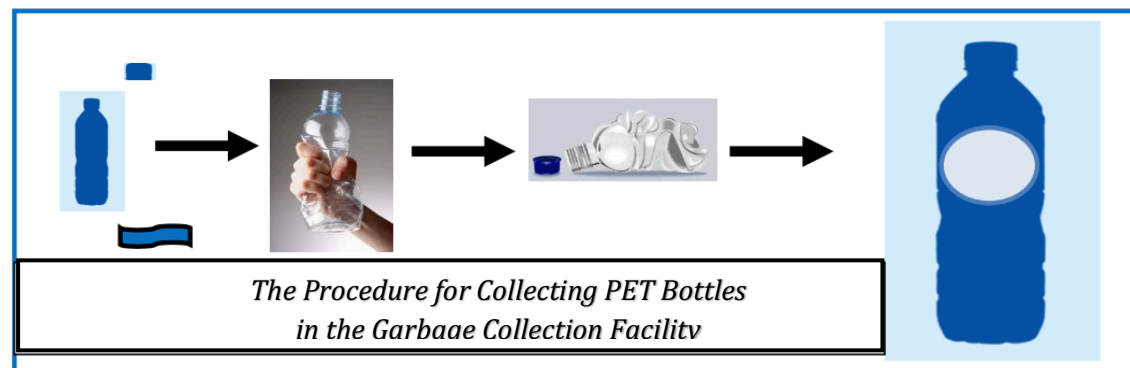 The Procedure for Collecting PET Bottles
in the Garbage Collection Facility